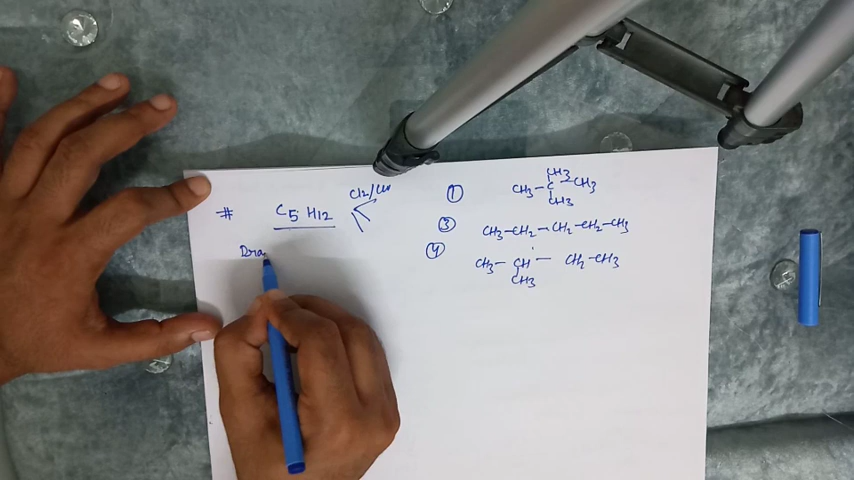 # C5 H12 Cl2/
Dra
① CH3-C-CH3
CH3
CH3
③ CH3-CH2-CH2-CH2-CH3
④ CH3-CH- CH2-CH3
CH3